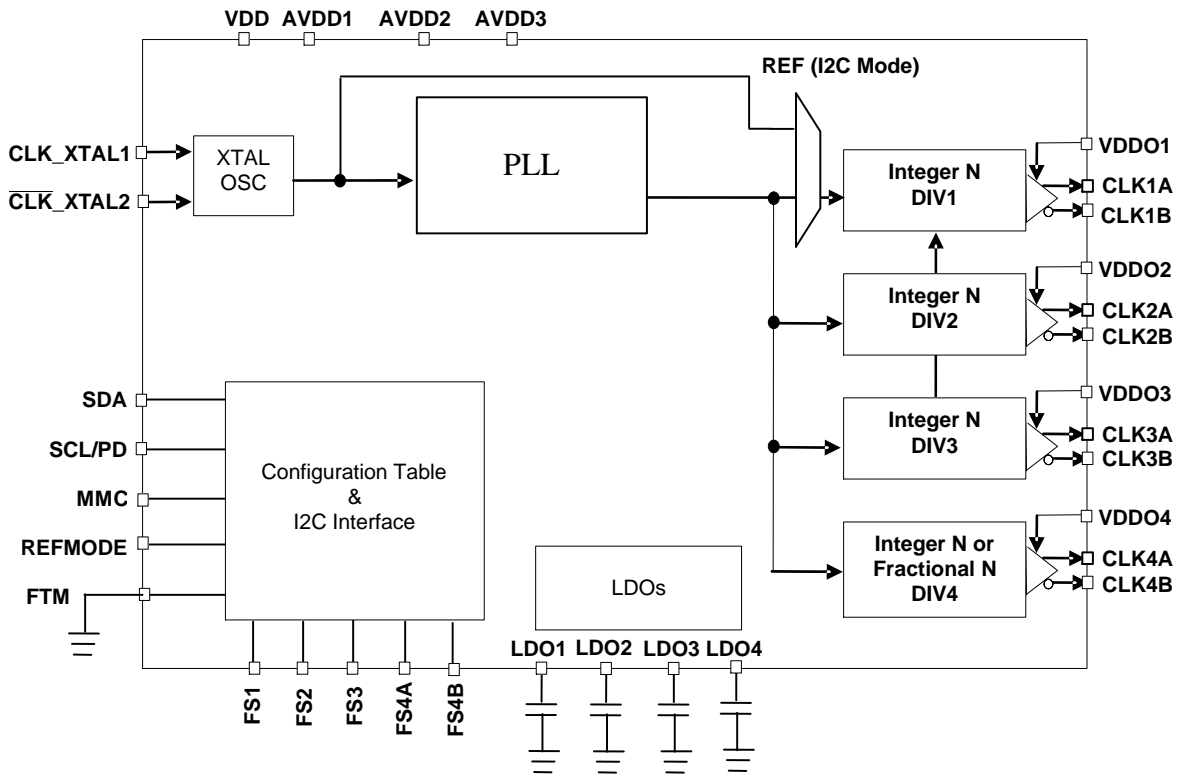 VDD AVDD1 AVDD2 AVDD3
REF (I2C Mode)
CLK_XTAL1
CLK_XTAL2
XTAL
OSC
PLL
Integer N
DIV1
VDDO1
CLK1A
CLK1B
Integer N
DIV2
VDDO2
CLK2A
CLK2B
Integer N
DIV3
VDDO3
CLK3A
CLK3B
Integer N or
Fractional N
DIV4
VDDO4
CLK4A
CLK4B
SDA
SCL/PD
MMC
REFMODE
FTM
Configuration Table
&
I2C Interface
LDOs
LDO1 LDO2 LDO3 LDO4
FS1
FS2
FS3
FS4A
FS4B